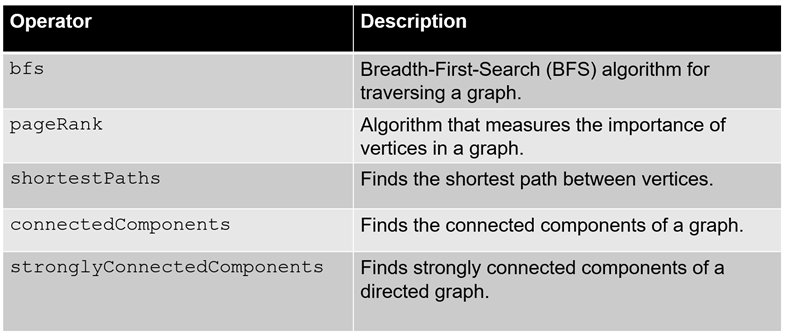 Operator Description
bfs Breadth-First-Search (BFS) algorithm for
traversing a graph.
pageRank Algorithm that measures the importance of
vertices in a graph.
shortestPaths Finds the shortest path between vertices.
connectedComponents Finds the connected components of a graph.
stronglyConnectedComponents Finds strongly connected components of a
directed graph.